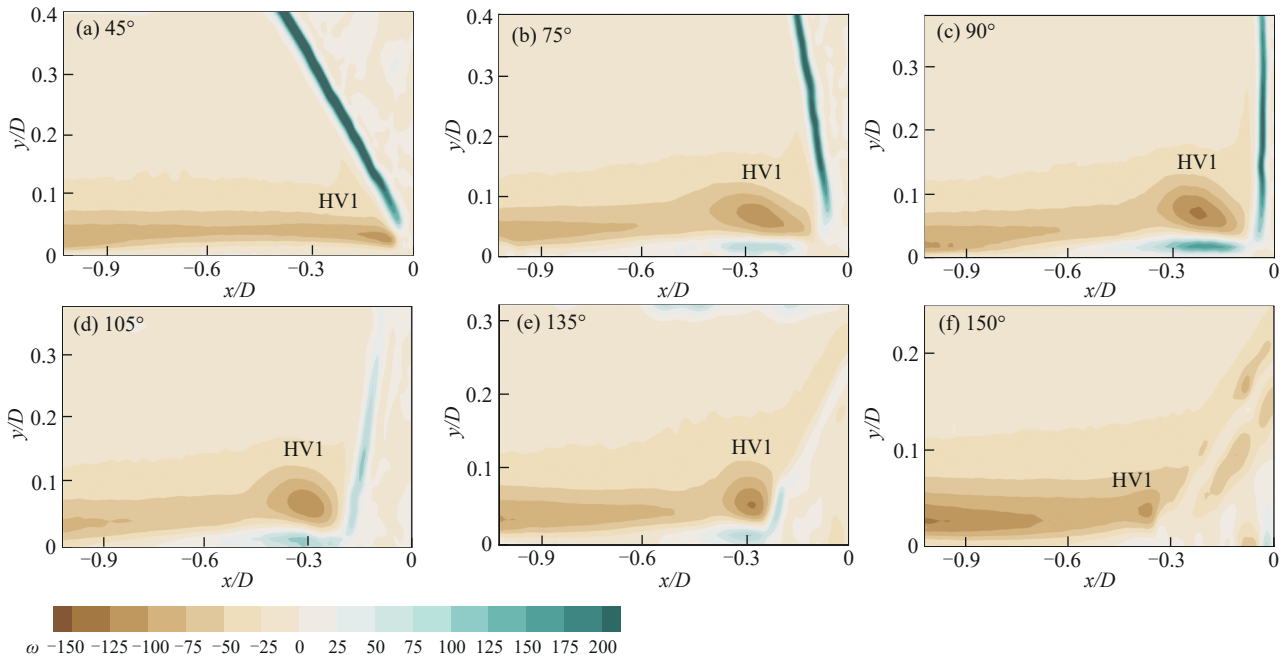 (a) 45°
0.4
0.3
0.2
0.1
0
y/D
HV1
−0.9 −0.6 −0.3 0
x/D
(b) 75°
0.4
0.3
0.2
0.1
0
y/D
HV1
−0.9 −0.6 −0.3 0
x/D
(c) 90°
0.3
0.2
0.1
0
y/D
HV1
−0.9 −0.6 −0.3 0
x/D
(d) 105°
0.3
0.2
0.1
0
y/D
HV1
−0.9 −0.6 −0.3 0
x/D
(e) 135°
0.3
0.2
0.1
0
y/D
HV1
−0.9 −0.6 −0.3 0
x/D
(f) 150°
0.2
0.1
0
y/D
HV1
−0.9 −0.6 −0.3 0
x/D
ω −150 −125 −100 −75 −50 −25 0 25 50 75 100 125 150 175 200